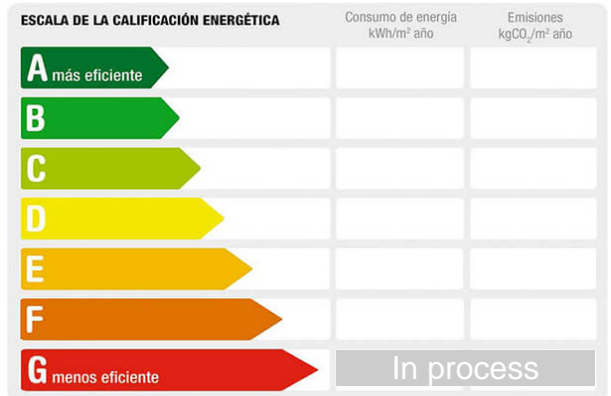 ESCALA DE LA CALIFICACIÓN ENERGÉTICA
Consumo de energía
kWh/m² año
Emisiones
kgCO₂/m² año
A más eficiente
B
C
D
E
F
G menos eficiente
In process